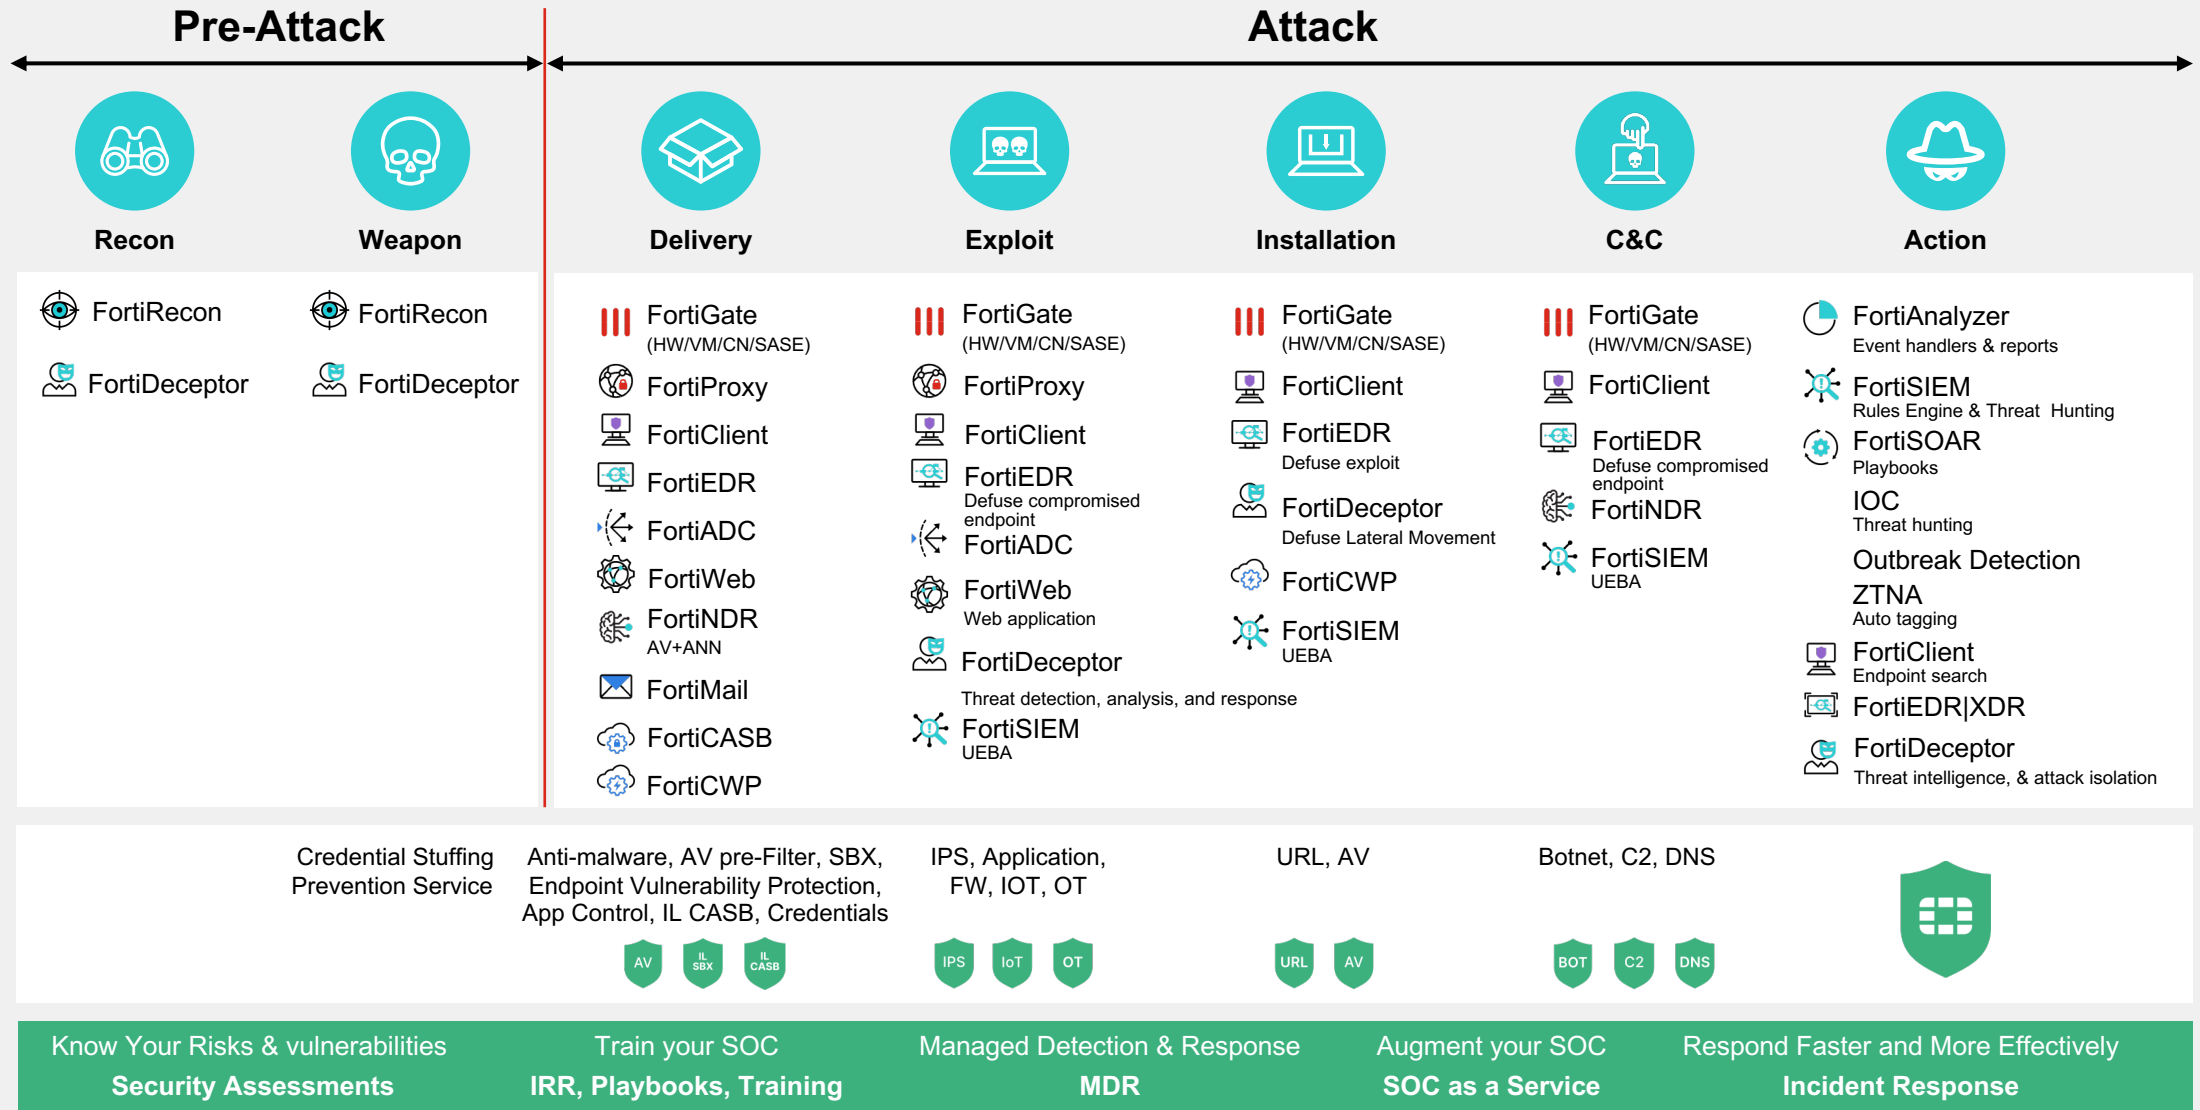 Pre-Attack
Attack
Recon
Weapon
Delivery
Exploit
Installation
C&C
Action
FortiRecon
FortiDeceptor
FortiRecon
FortiDeceptor
FortiGate
(HW/VM/CN/SASE)
FortiProxy
FortiClient
FortiEDR
FortiADC
FortiWeb
FortiNDR
AV+ANN
FortiMail
FortiCASB
FortiCWP
FortiGate
(HW/VM/CN/SASE)
FortiProxy
FortiClient
FortiEDR
Defuse compromised
endpoint
FortiADC
FortiWeb
Web application
FortiDeceptor
Threat detection, analysis, and response
FortiSIEM
UEBA
FortiGate
(HW/VM/CN/SASE)
FortiClient
FortiEDR
Defuse exploit
FortiDeceptor
Defuse Lateral Movement
FortiCWP
FortiSIEM
UEBA
FortiGate
(HW/VM/CN/SASE)
FortiClient
FortiEDR
Defuse compromised
endpoint
FortiNDR
FortiSIEM
UEBA
FortiAnalyzer
Event handlers & reports
FortiSIEM
Rules Engine & Threat  Hunting
FortiSOAR
Playbooks
IOC
Threat hunting
Outbreak Detection
ZTNA
Auto tagging
FortiClient
Endpoint search
FortiEDR|XDR
FortiDeceptor
Threat intelligence, & attack isolation
Credential Stuffing
Prevention Service
Anti-malware, AV pre-Filter, SBX,
Endpoint Vulnerability Protection,
App Control, IL CASB, Credentials
AV
IL
SBX
IL
CASB
IPS, Application,
FW, IOT, OT
IPS
IoT
OT
URL, AV
URL
AV
Botnet, C2, DNS
BOT
C2
DNS
Know Your Risks & vulnerabilities
Security Assessments
Train your SOC
IRR, Playbooks, Training
Managed Detection & Response
MDR
Augment your SOC
SOC as a Service
Respond Faster and More Effectively
Incident Response